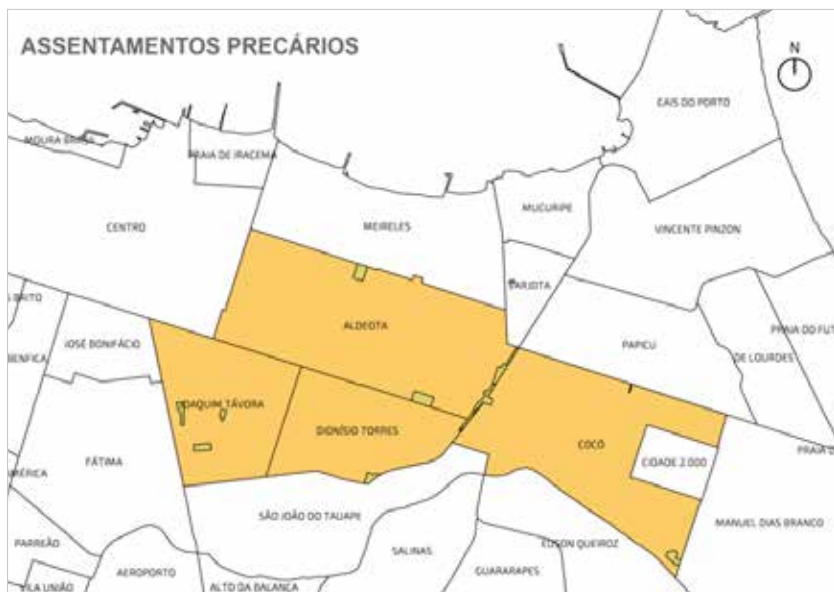 ASSENTAMENTOS PRECÁRIOS
N
CAIS DO PORTO
MOURA BRASIL
PRAIA DE IRACEMA
MUCURIPE
CENTRO
MEIRELES
VINCENTE PINZON
VARJOTA
BRITO
ALDEOTA
PRAIA DO FUT
JOSÉ BONIFÁCIO
PAPICU
DE LOURDES
BENFICA
JOAQUIM TÁVORA
DIONÍSIO TORRES
COCÓ
FÁTIMA
CIDADE 2.000
PRAIA D
AMÉRICA
SÃO JOÃO DO TAUAPE
MANUEL DIAS BRANCO
PARREÃO
SALINAS
EDSON QUEIROZ
AEROPORTO
GUARARAPES
VILA UNIÃO
ALTO DA BALANÇA